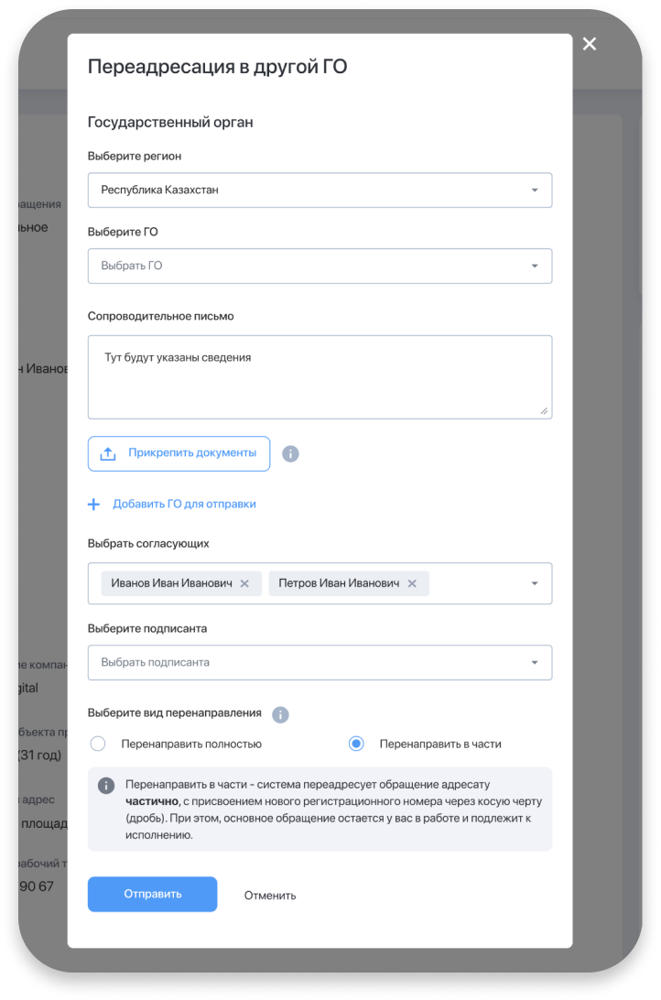 Переадресация в другой ГО
Государственный орган
Выберите регион
Республика Казахстан
ращения
ьное
Выберите ГО
Выбрать ГО
Сопроводительное письмо
Тут будут указаны сведения
н Иванов
Прикрепить документы
Добавить ГО для отправки
Выбрать согласующих
Иванов Иван Иванович
Петров Иван Иванович
Выберите подписанта
Выбрать подписанта
ие компан
gital
Выберите вид перенаправления
Перенаправить полностью
Перенаправить в части
бъекта пр
(31 год)
Перенаправить в части - система переадресует обращение адресату
частично, с присвоением нового регистрационного номера через косую черту
(дробь). При этом, основное обращение остается у вас в работе и подлежит к
исполнению.
адрес
площад
рабочий т
90 67
Отправить
Отменить